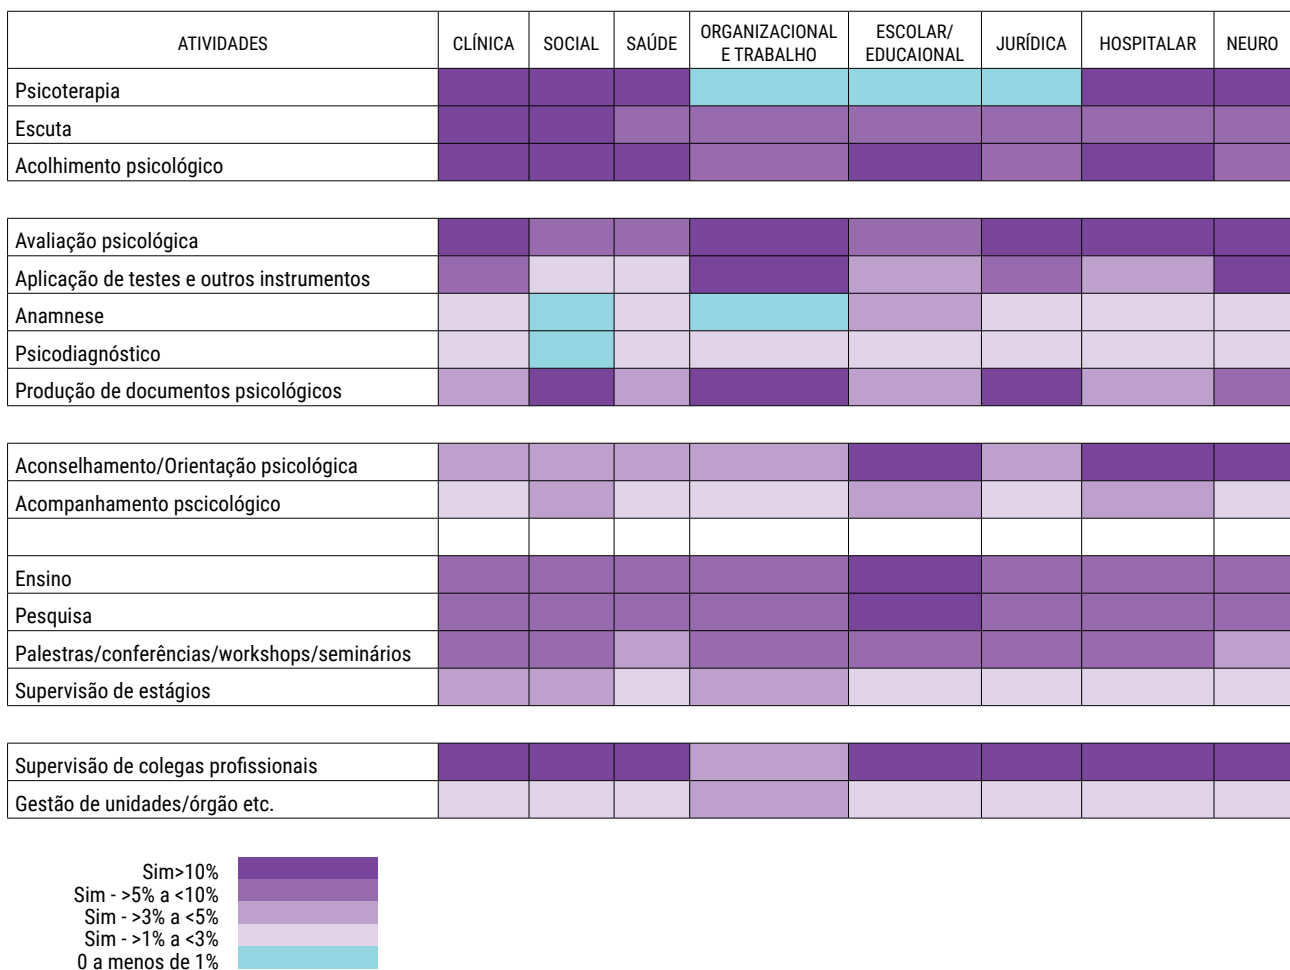 ATIVIDADES CLÍNICA SOCIAL SAÚDE ORGANIZACIONAL E TRABALHO ESCOLAR/ EDUCAIONAL JURÍDICA HOSPITALAR NEURO
Psicoterapia
Escuta
Acolhimento psicológico
Avaliação psicológica
Aplicação de testes e outros instrumentos
Anamnese
Psicodiagnóstico
Produção de documentos psicológicos
Aconselhamento/Orientação psicológica
Acompanhamento pscicológico
Ensino
Pesquisa
Palestras/conferências/workshops/seminários
Supervisão de estágios
Supervisão de colegas profissionais
Gestão de unidades/órgão etc.
Sim>10%
Sim - >5% a <10%
Sim - >3% a <5%
Sim - >1% a <3%
0 a menos de 1%